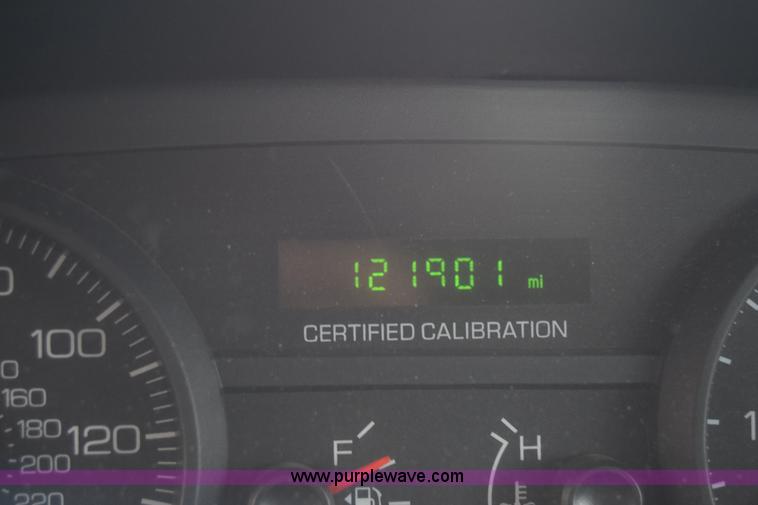 121901 mi
CERTIFIED CALIBRATION
100
160
180
120
200
220
F
H
www.purplewave.com